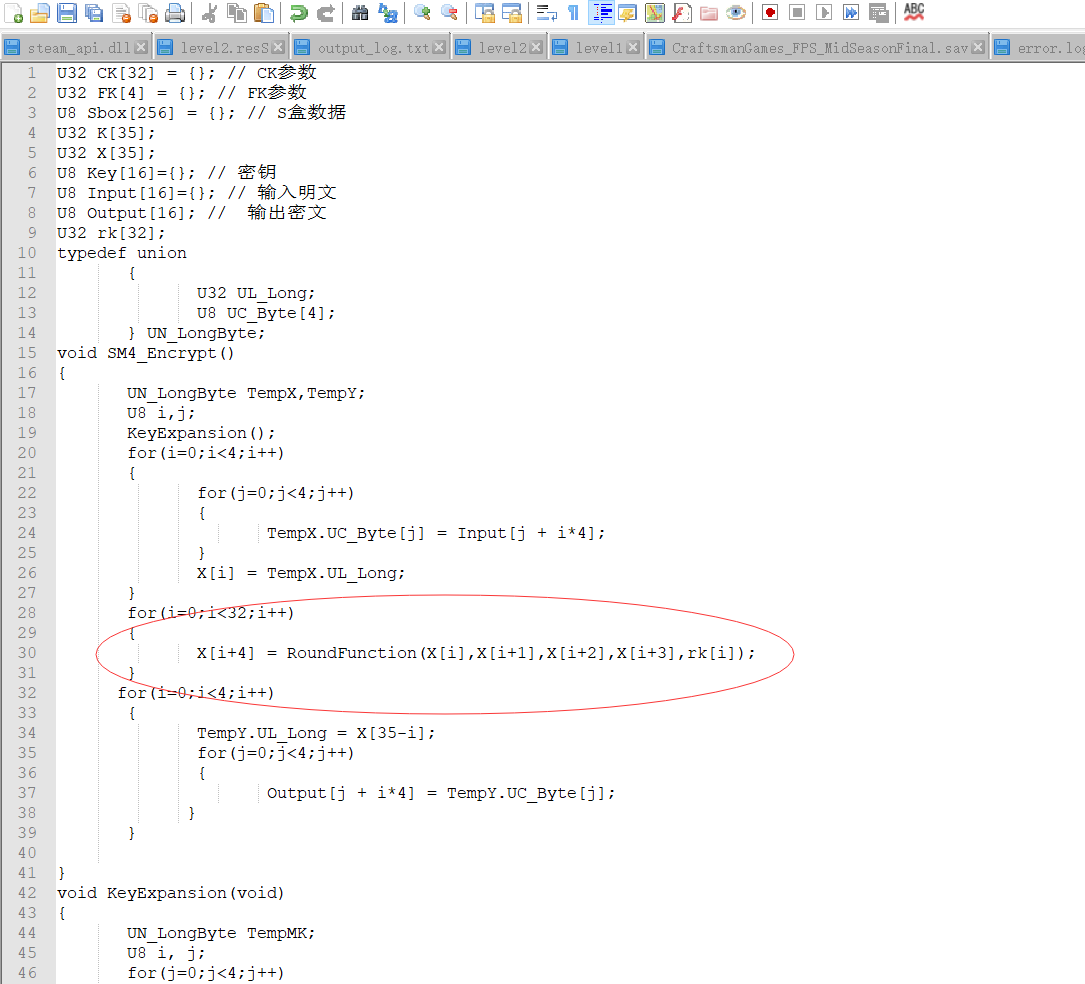 ABC
steam_api.dll level2.resS output_log.txt level2 level1 CraftsmanGames_FPS_MidSeasonFinal.sav error.log
1 U32 CK[32] = {}; // CK参数
2 U32 FK[4] = {}; // FK参数
3 U8 Sbox[256] = {}; // S盒数据
4 U32 K[35];
5 U32 X[35];
6 U8 Key[16]={}; // 密钥
7 U8 Input[16]={}; // 输入明文
8 U8 Output[16]; //  输出密文
9 U32 rk[32];
10 typedef union
11 {
12 U32 UL_Long;
13 U8 UC_Byte[4];
14 } UN_LongByte;
15 void SM4_Encrypt()
16 {
17 UN_LongByte TempX,TempY;
18 U8 i,j;
19 KeyExpansion();
20 for(i=0;i<4;i++)
21 {
22 for(j=0;j<4;j++)
23 {
24 TempX.UC_Byte[j] = Input[j + i*4];
25 }
26 X[i] = TempX.UL_Long;
27 }
28 for(i=0;i<32;i++)
29 {
30 X[i+4] = RoundFunction(X[i],X[i+1],X[i+2],X[i+3],rk[i]);
31 }
32 for(i=0;i<4;i++)
33 {
34 TempY.UL_Long = X[35-i];
35 for(j=0;j<4;j++)
36 {
37 Output[j + i*4] = TempY.UC_Byte[j];
38 }
39 }
40
41 }
42 void KeyExpansion(void)
43 {
44 UN_LongByte TempMK;
45 U8 i, j;
46 for(j=0;j<4;j++)